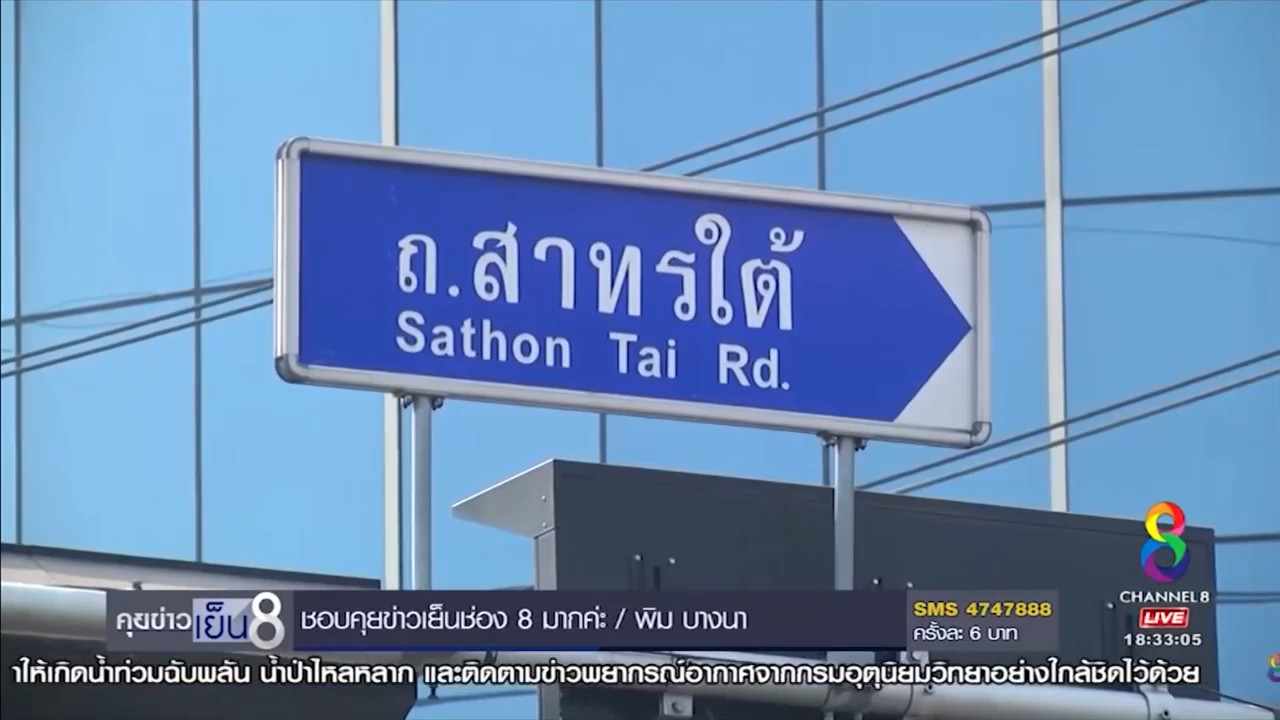 ถ.สาทรใต้
Sathon Tai Rd.
คุยข่าวเย็น8
ชอบคุยข่าวเย็นช่อง 8 มากค่ะ / พิม บางนา
SMS 4747888
ครั้งละ 6 บาท
8
CHANNEL 8
LIVE
18:33:05
าให้เกิดน้ำท่วมฉับพลัน น้ำป่าไหลหลาก และติดตามข่าวพยากรณ์อากาศจากกรมอุตุนิยมวิทยาอย่างใกล้ชิดไว้ด้วย